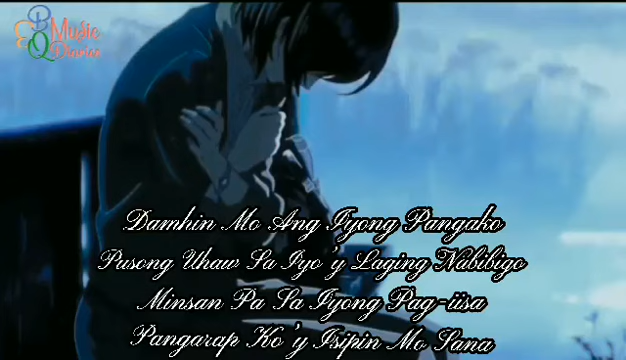 BEQ Music
Diaries
Damhin Mo Ang Iyong Pangako
Pusong Uhaw Sa Iyo'y Laging Nabibigo
Minsan Pa Sa Iyong Pag-iisa
Pangarap Ko'y Isipin Mo Sana